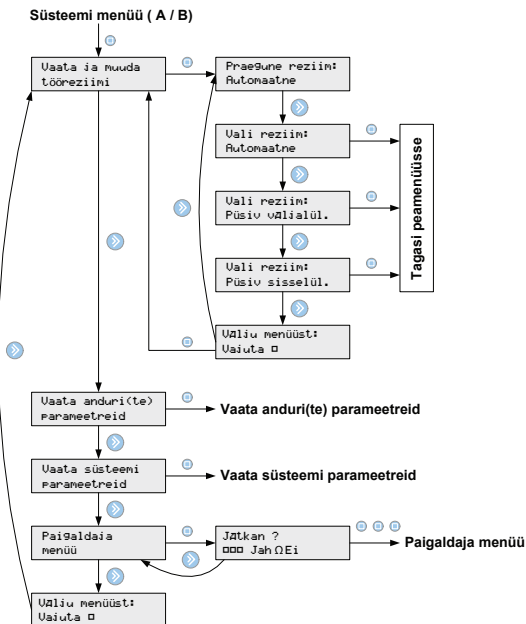 Süsteemi menüü ( A / B)
Vaata ja muuda
tööreziimi
Praegune reziim:
Automaatne
Vali reziim:
Automaatne
Vali reziim:
Püsiv vÄljalül.
Vali reziim:
Püsiv sisselül.
VÄlju menüüst:
Vajuta □
Tagasi peamenüüsse
Vaata anduri(te)
parameetreid
Vaata anduri(te) parameetreid
Vaata süsteemi
parameetreid
Vaata süsteemi parameetreid
Paigaldaja
menüü
JÄtkan ?
□□□ Jah ΩEi
Paigaldaja menüü
VÄlju menüüst:
Vajuta □